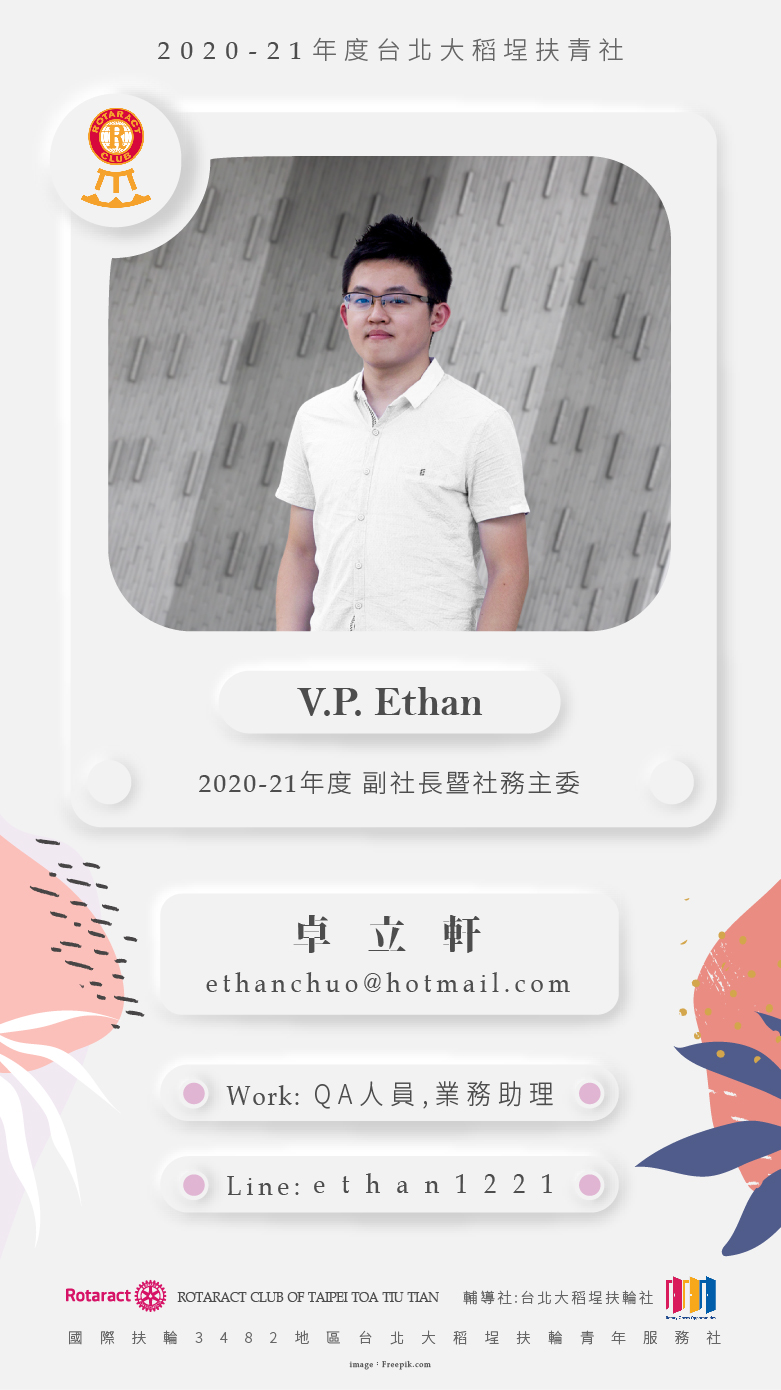 2020-21年度台北大稻埕扶青社
ROTARACT
R
CLUB
V.P. Ethan
2020-21年度 副社長暨社務主委
卓立軒
ethanchuo@hotmail.com
Work: QA人員,業務助理
Line: ethan1221
Rotaract
ROTARACT CLUB OF TAIPEI TOA TIU TIAN
輔導社:台北大稻埕扶輪社
Rotary Opens Opportunities
國際扶輪3482地區台北大稻埕扶輪青年服務社
image：Freepik.com